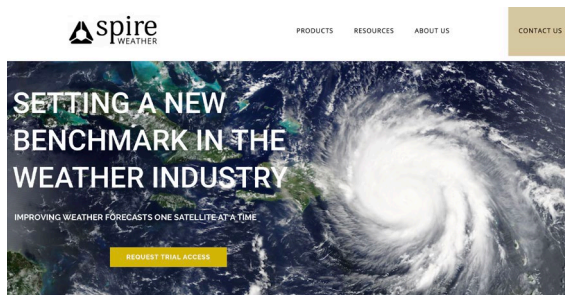 spire
WEATHER
PRODUCTS RESOURCES ABOUT US CONTACT US
SETTING A NEW
BENCHMARK IN THE
WEATHER INDUSTRY
IMPROVING WEATHER FORECASTS ONE SATELLITE AT A TIME
REQUEST TRIAL ACCESS